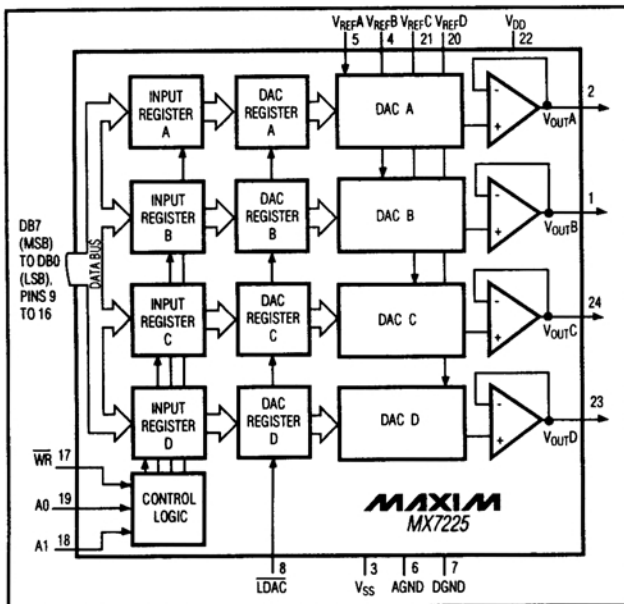 VREFA VREFB VREFC VREFD VDD
5 4 21 20 22
INPUT REGISTER A
DAC REGISTER A
DAC A
- +
2
VOUTA
INPUT REGISTER B
DAC REGISTER B
DAC B
- +
1
VOUTB
DB7 (MSB) TO DB0 (LSB), PINS 9 TO 16
DATA BUS
INPUT REGISTER C
DAC REGISTER C
DAC C
- +
24
VOUTC
INPUT REGISTER D
DAC REGISTER D
DAC D
- +
23
VOUTD
WR 17
A0 19
A1 18
CONTROL LOGIC
MAXIM
MX7225
8 3 6 7
LDAC VSS AGND DGND